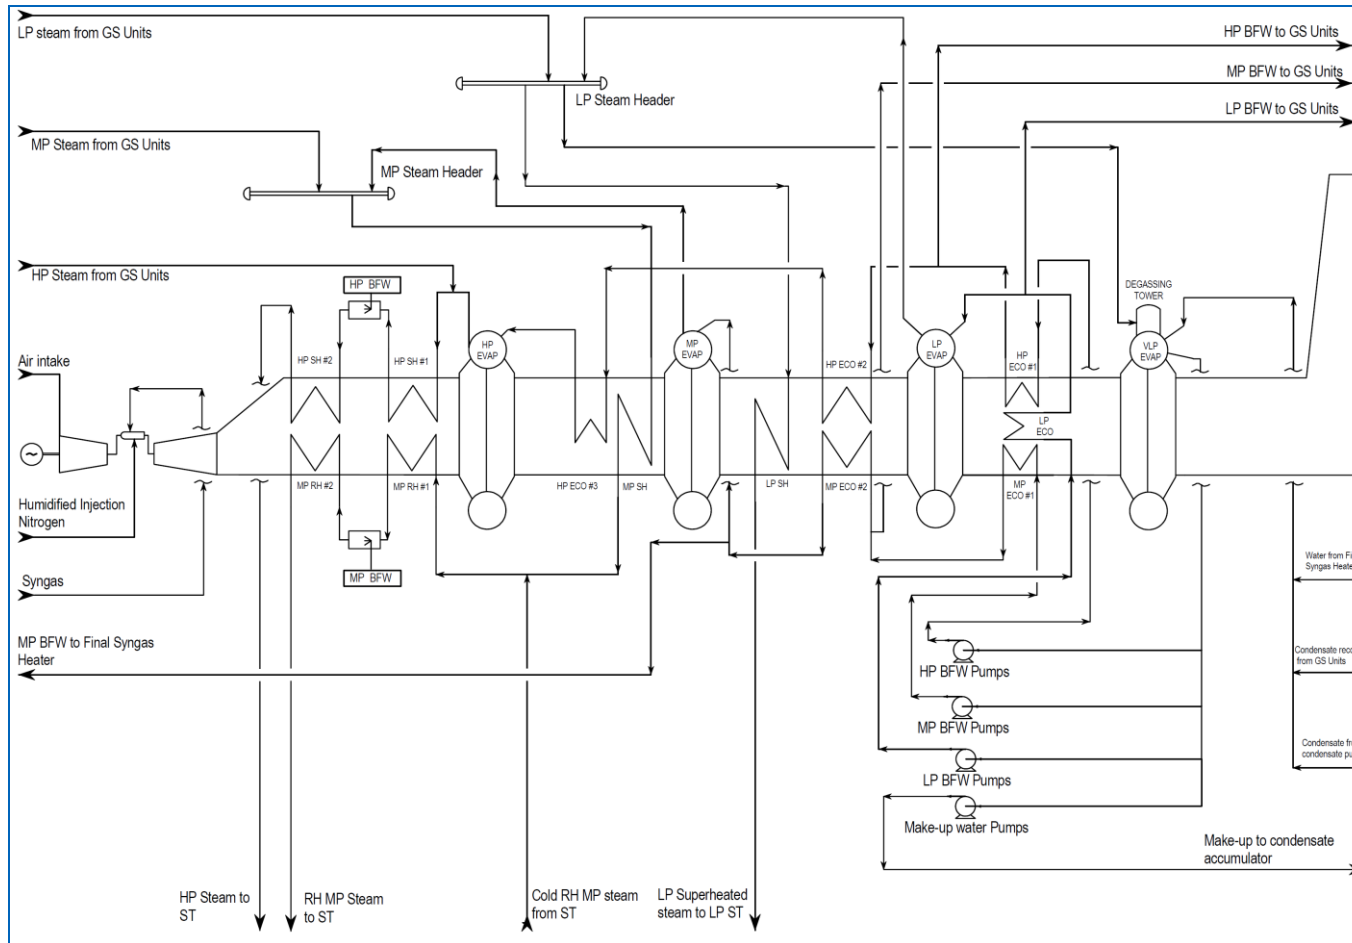 LP steam from GS Units
HP BFW to GS Units
MP BFW to GS Units
LP Steam Header
LP BFW to GS Units
MP Steam from GS Units
MP Steam Header
HP Steam from GS Units
HP BFW
DEGASSING
TOWER
HP SH #2
HP SH #1
HP
EVAP
MP
EVAP
HP ECO #2
LP
EVAP
HP
ECO #1
VLP
EVAP
Air intake
LP
ECO
MP RH #2
MP RH #1
HP ECO #3
MP SH
LP SH
MP ECO #2
MP
ECO #1
Humidified Injection
Nitrogen
MP BFW
Syngas
Water from
Syngas
MP BFW to Final Syngas
Heater
HP BFW Pumps
Condensate
from GS Units
MP BFW Pumps
LP BFW Pumps
Condensate
condensate
Make-up water Pumps
Make-up to condensate
accumulator
HP Steam to
ST
RH MP Steam
to ST
Cold RH MP steam
from ST
LP Superheated
steam to LP ST